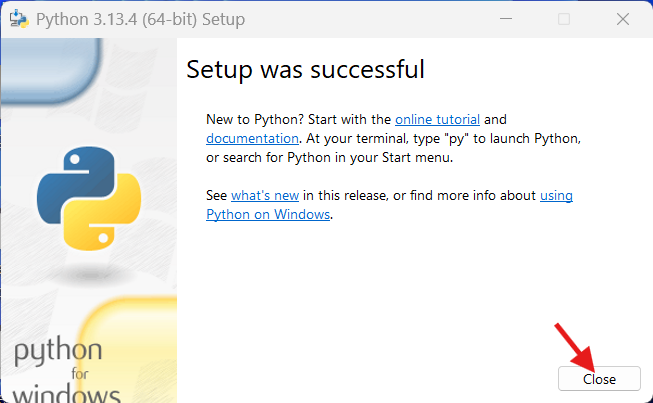 Python 3.13.4 (64-bit) Setup
Setup was successful
New to Python? Start with the online tutorial and
documentation. At your terminal, type "py" to launch Python,
or search for Python in your Start menu.
See what's new in this release, or find more info about using
Python on Windows.
python
for
windows
Close